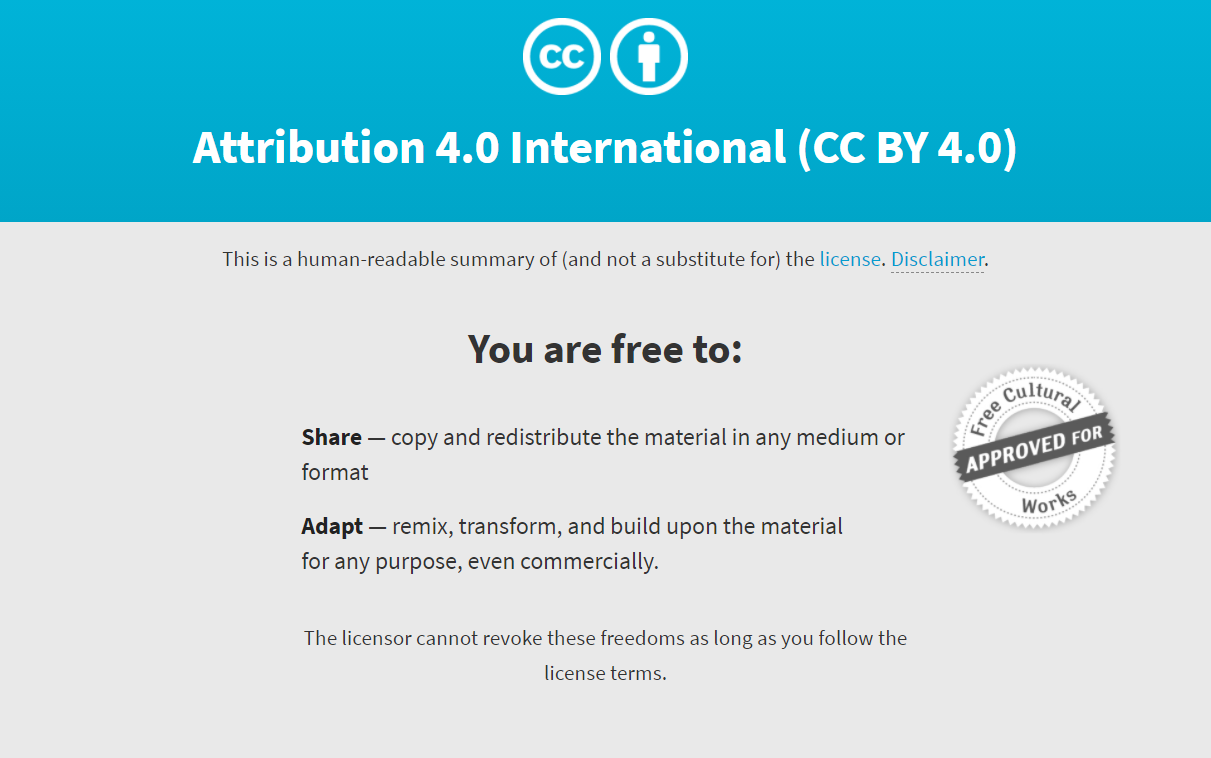 cc
Attribution 4.0 International (CC BY 4.0)
This is a human-readable summary of (and not a substitute for) the license. Disclaimer.
You are free to:
Share — copy and redistribute the material in any medium or
format
Adapt — remix, transform, and build upon the material
for any purpose, even commercially.
Free Cultural
APPROVED FOR
Works
The licensor cannot revoke these freedoms as long as you follow the
license terms.